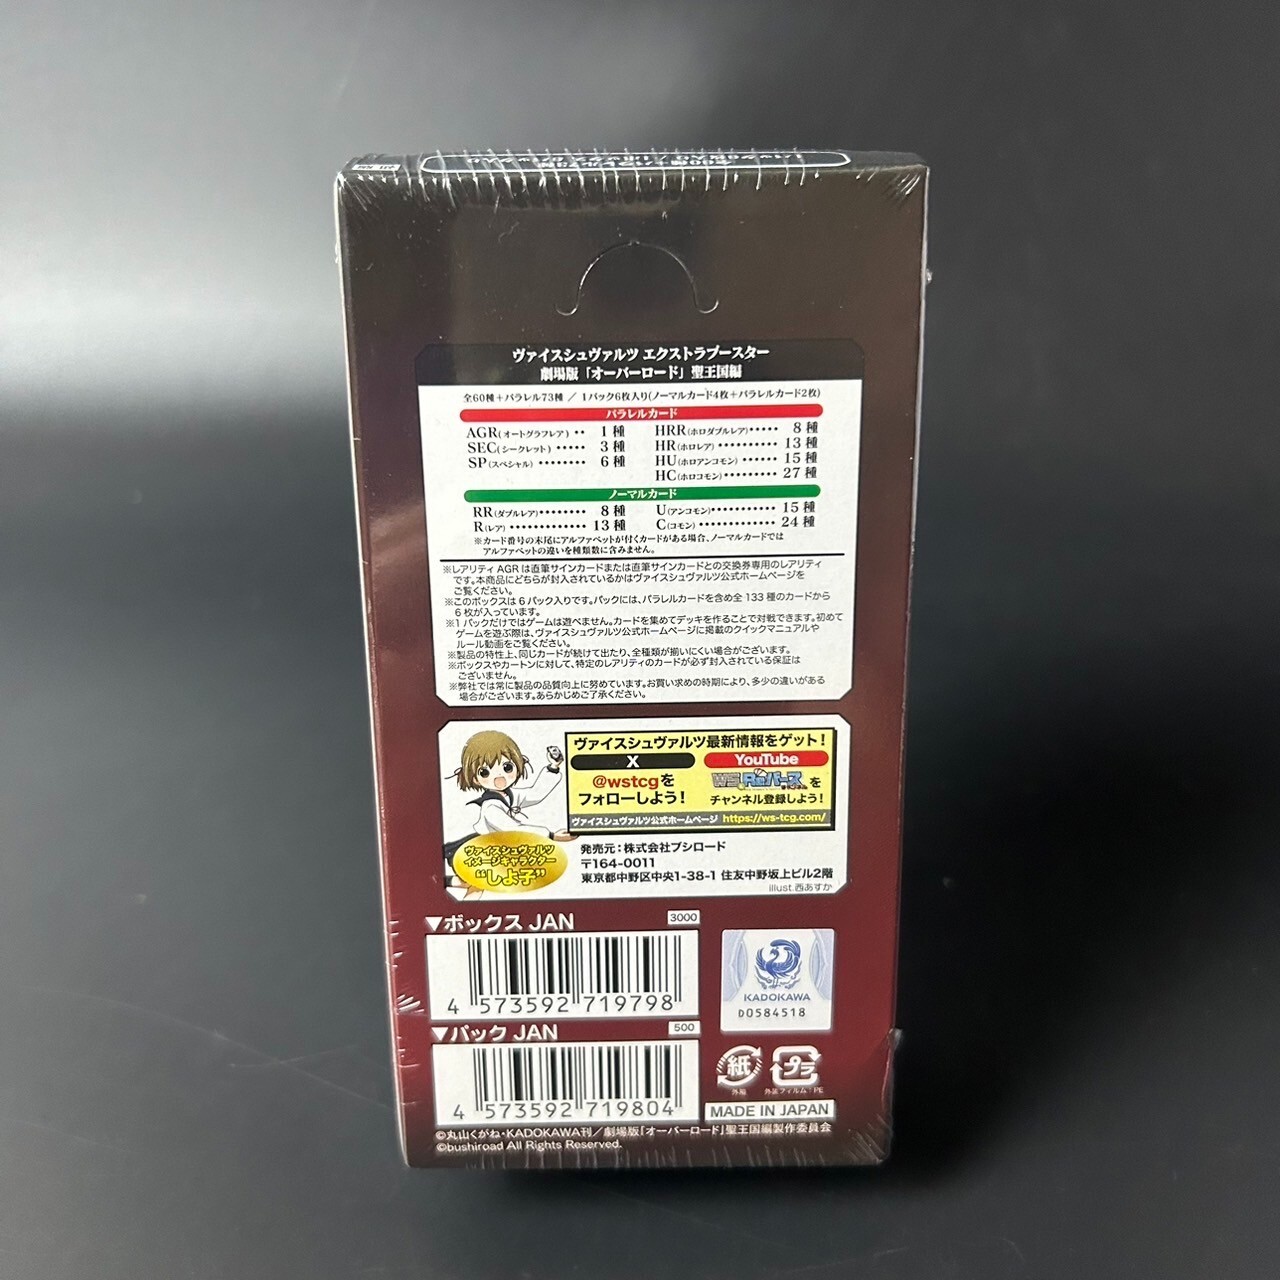 ヴァイスシュヴァルツ エクストラブースター
劇場版「オーバーロード」聖王国編
全60種+パラレル73種 / 1パック6枚入り(ノーマルカード4枚+パラレルカード2枚)
パラレルカード
AGR(オートグラフレア)‥ 1種
SEC(シークレット)‥‥‥ 3種
SP(スペシャル)‥‥‥‥ 6種
HRR(ホロダブルレア)‥‥‥ 8種
HR(ホロレア)‥‥‥‥‥ 13種
HU(ホロアンコモン)‥‥‥ 15種
HC(ホロコモン)‥‥‥‥‥ 27種
ノーマルカード
RR(ダブルレア)‥‥‥‥ 8種
R(レア)‥‥‥‥‥‥ 13種
U(アンコモン)‥‥‥‥‥‥ 15種
C(コモン)‥‥‥‥‥‥‥ 24種
※カード番号の末尾にアルファベットが付くカードがある場合、ノーマルカードでは
アルファベットの違いを種類数に含みません。
※レアリティ AGR は直筆サインカードまたは直筆サインカードとの交換券専用のレアリティ
です。本商品にどちらが封入されているかはヴァイスシュヴァルツ公式ホームページを
ご覧ください。
※このボックスは6パック入りです。パックには、パラレルカードを含め全133種のカードから
6枚が入っています。
※1パックだけではゲームは遊べません。カードを集めてデッキを作ることで対戦できます。初めて
ゲームを遊ぶ際は、ヴァイスシュヴァルツ公式ホームページに掲載のクイックマニュアルや
ルール動画をご覧ください。
※製品の特性上、同じカードが続けて出たり、全種類が揃いにくい場合がございます。
※ボックスやカートンに対して、特定のレアリティのカードが必ず封入されている保証は
ございません。
※弊社では常に製品の品質向上に努めています。お買い求めの時期により、多少の違いがある
場合がございます。あらかじめご了承ください。
ヴァイスシュヴァルツ最新情報をゲット!
X
@wstcgを
フォローしよう!
YouTube
WS Reバースを
チャンネル登録しよう!
ヴァイスシュヴァルツ公式ホームページ https://ws-tcg.com/
ヴァイスシュヴァルツ
イメージキャラクター
“しよ子”
発売元:株式会社ブシロード
〒164-0011
東京都中野区中央1-38-1 住友中野坂上ビル2階
illust.西あすか
▼ボックス JAN 3000
4 573592 719798
▼パック JAN 500
4 573592 719804
KADOKAWA
D0584518
紙
外箱
プラ
外装フィルム:PE
MADE IN JAPAN
©丸山くがね・KADOKAWA刊/劇場版「オーバーロード」聖王国編製作委員会
©bushiroad All Rights Reserved.